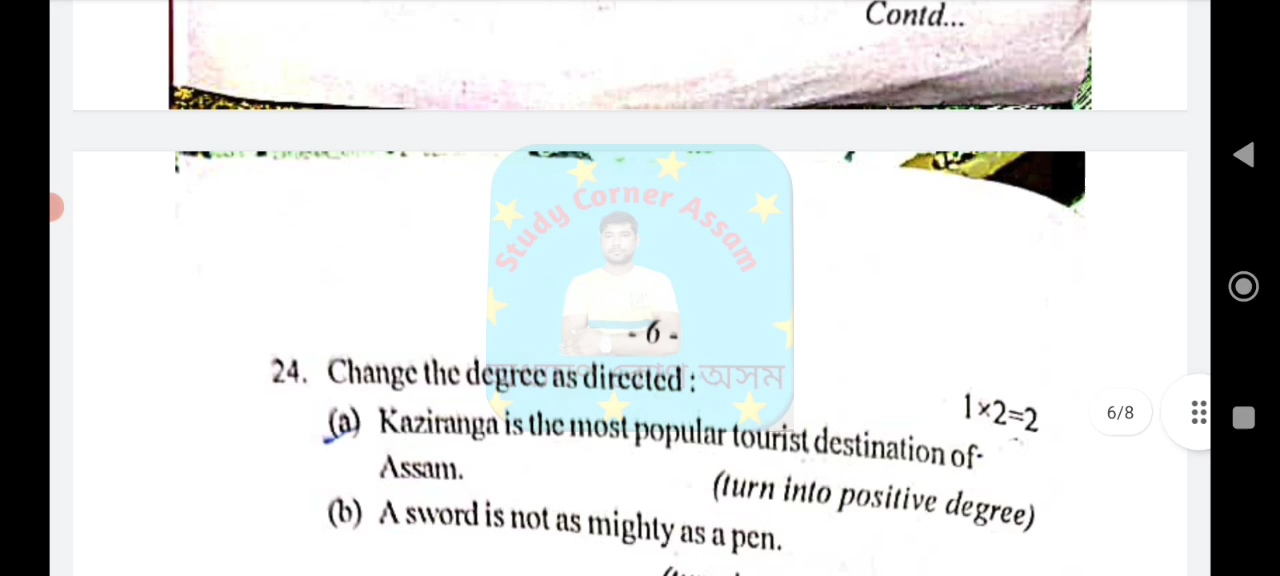 Contd...
Study Corner Assam
- 6 -
24. Change the degree as directed :
অসম
1×2=2
(a) Kaziranga is the most popular tourist destination of-
Assam.
(turn into positive degree)
(b) A sword is not as mighty as a pen.
6/8